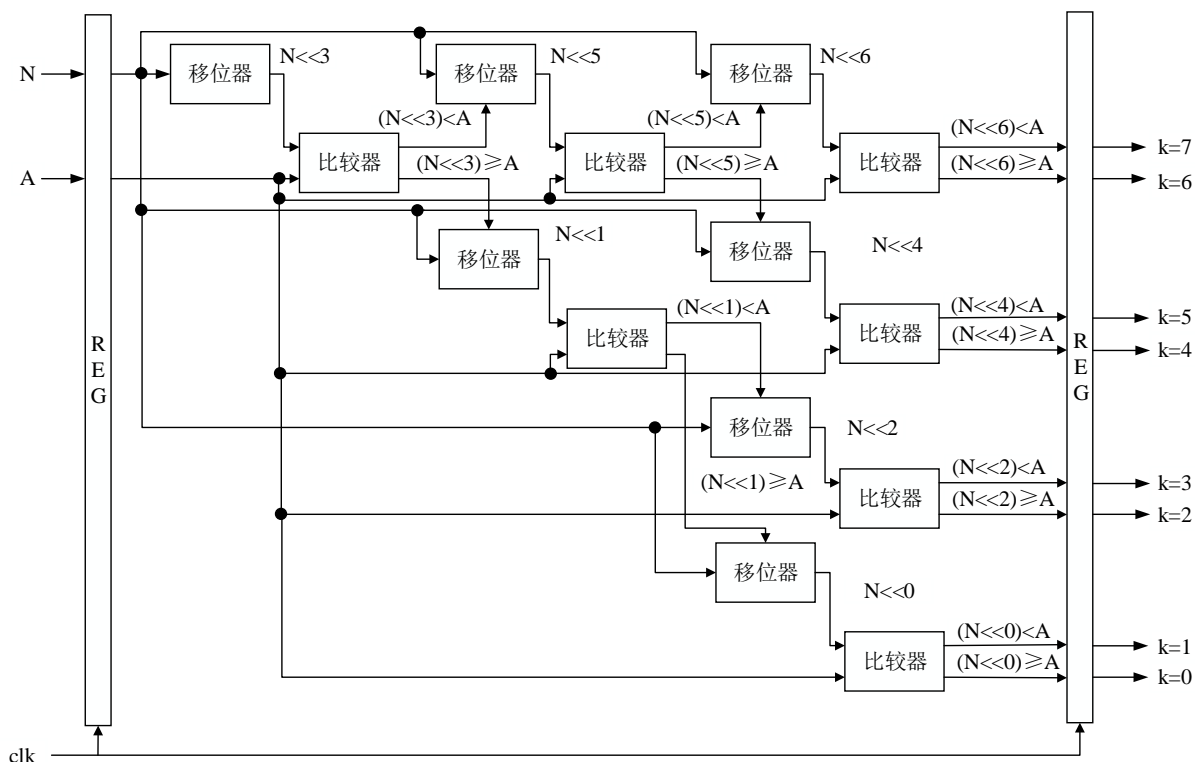 N<<3
N<<5
N<<6
N
移位器
移位器
移位器
(N<<3)<A
(N<<5)<A
(N<<6)<A
比较器
(N<<3)≥A
比较器
(N<<5)≥A
比较器
(N<<6)≥A
k=7
A
k=6
移位器
N<<1
移位器
N<<4
(N<<1)<A
(N<<4)<A
k=5
比较器
比较器
(N<<4)≥A
k=4
REG
REG
移位器
N<<2
(N<<1)≥A
(N<<2)<A
k=3
比较器
(N<<2)≥A
k=2
移位器
N<<0
(N<<0)<A
k=1
比较器
(N<<0)≥A
k=0
clk